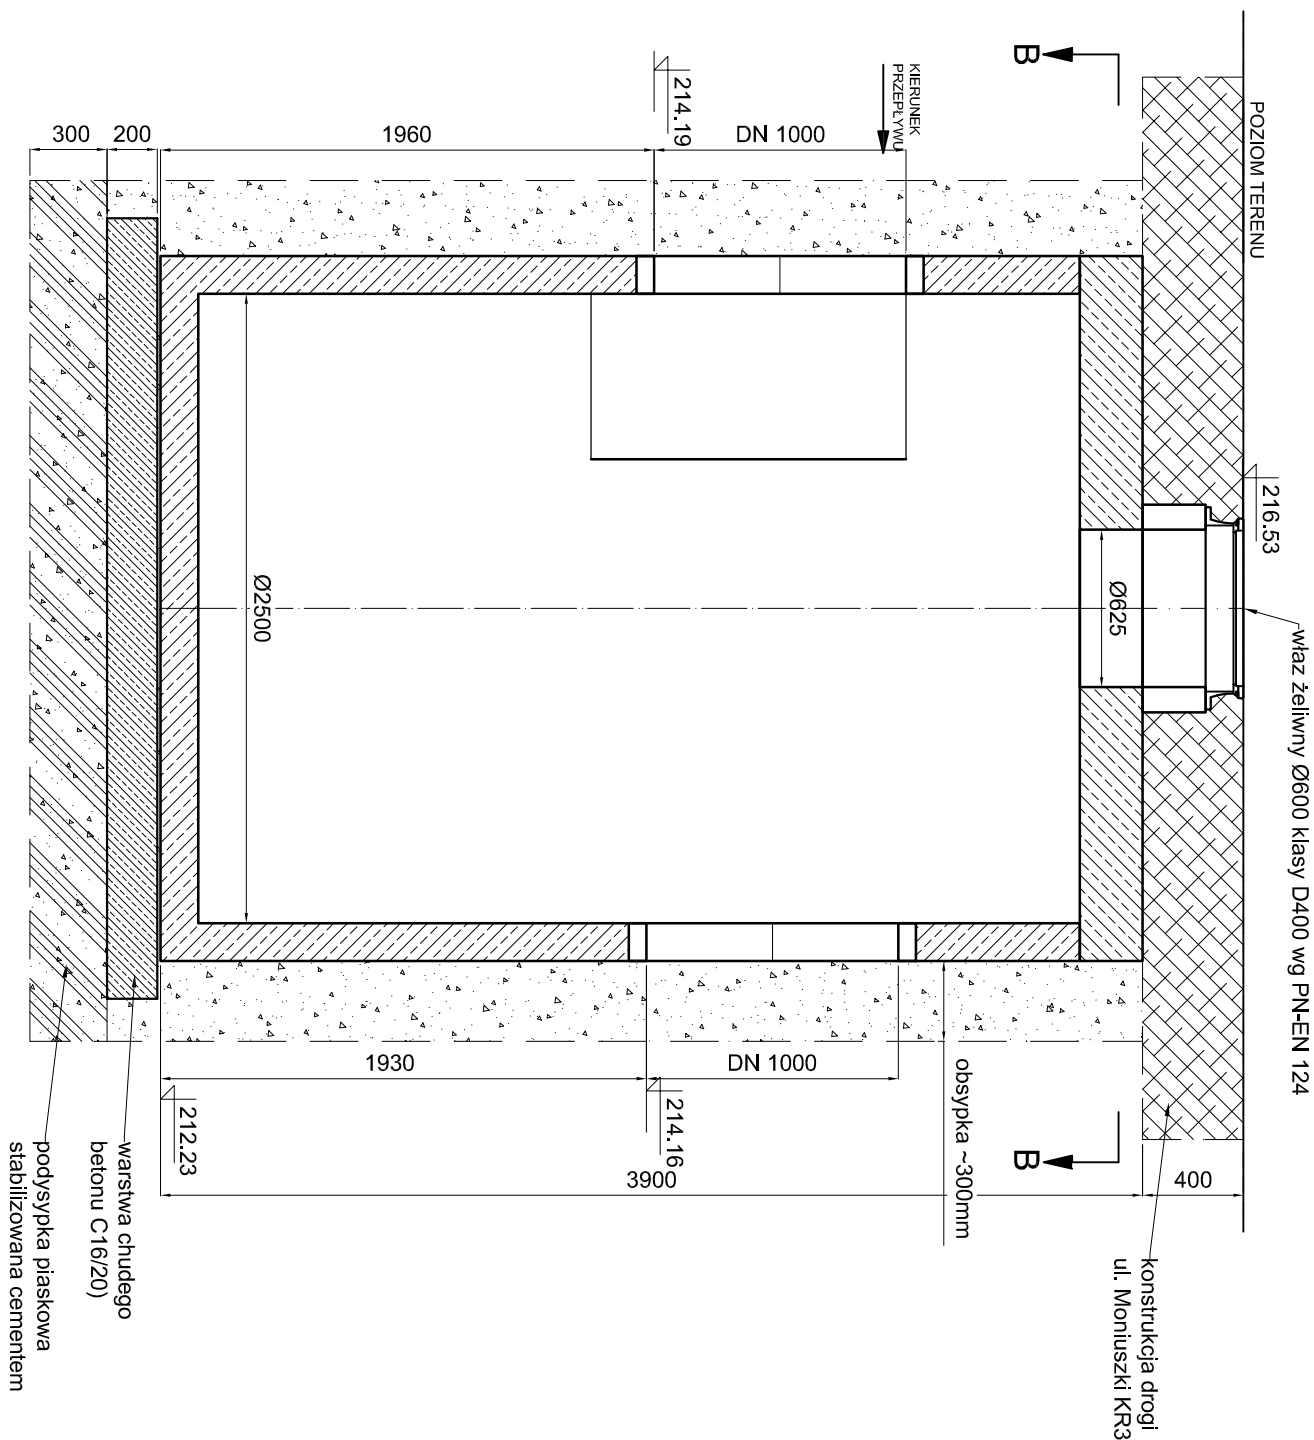 właz żeliwny Ø600 klasy D400 wg PN-EN 124
POZIOM TERENU
216.53
konstrukcja drogi
ul. Moniuszki KR3
B
B
400
Ø625
KIERUNEK
PRZEPŁYWU
DN 1000
DN 1000
obsypka ~300mm
214.19
214.16
3900
1960
1930
Ø2500
212.23
200
300
warstwa chudego
betonu C16/20)
podysypka piaskowa
stabilizowana cementem